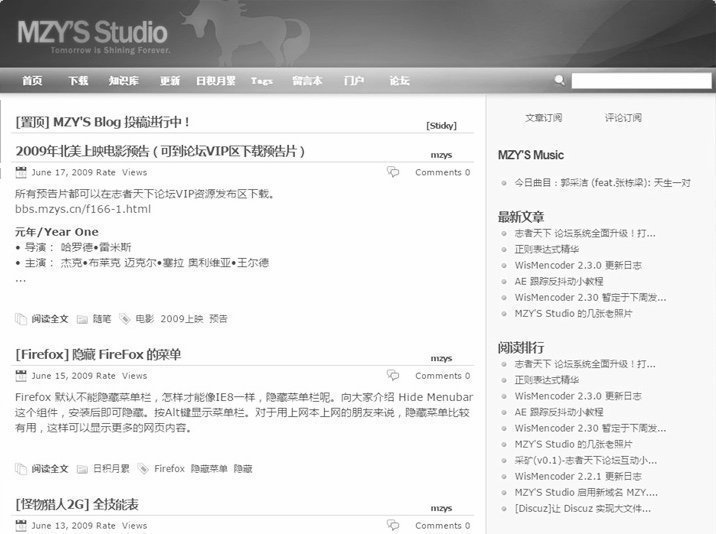 MZY'S Studio
Tomorrow is Shining Forever.
首页 下载 知识库 更新 日积月累 Tags 留言本 门户 论坛
[置顶] MZY'S Blog 投稿进行中！
[Sticky]
2009年北美上映电影预告 ( 可到论坛VIP区下载预告片 )
mzys
June 17, 2009 Rate Views
Comments 0
所有预告片都可以在志者天下论坛VIP资源发布区下载。
bbs.mzys.cn/f166-1.html
元年/Year One
• 导演： 哈罗德•雷米斯
• 主演： 杰克•布莱克 迈克尔•塞拉 奥利维亚•王尔德
...
阅读全文 随笔 电影 2009上映 预告
[Firefox] 隐藏 FireFox 的菜单
mzys
June 15, 2009 Rate Views
Comments 0
Firefox 默认不能隐藏菜单栏，怎样才能像IE8一样，隐藏菜单栏呢。向大家介绍 Hide Menubar
这个组件，安装后即可隐藏。按Alt键显示菜单栏。对于用上网本上网的朋友来说，隐藏菜单比较
有用，这样可以显示更多的网页内容。
阅读全文 日积月累 Firefox 隐藏菜单 隐藏
[怪物猎人2G] 全技能表
mzys
June 13, 2009 Rate Views
Comments 0
文章订阅 评论订阅
MZY'S Music
今日曲目：郭采洁 (feat.张栋梁): 天生一对
最新文章
志者天下 论坛系统全面升级！打...
正则表达式精华
WisMencoder 2.3.0 更新日志
AE 跟踪反抖动小教程
WisMencoder 2.30 暂定于下周发...
MZY'S Studio 的几张老照片
阅读排行
志者天下 论坛系统全面升级！打...
正则表达式精华
WisMencoder 2.3.0 更新日志
AE 跟踪反抖动小教程
WisMencoder 2.30 暂定于下周发...
MZY'S Studio 的几张老照片
采矿(v0.1)-志者天下论坛互动小...
WisMencoder 2.2.1 更新日志
MZY'S Studio 启用新域名 MZY....
[Discuz]让 Discuz 实现大文件...